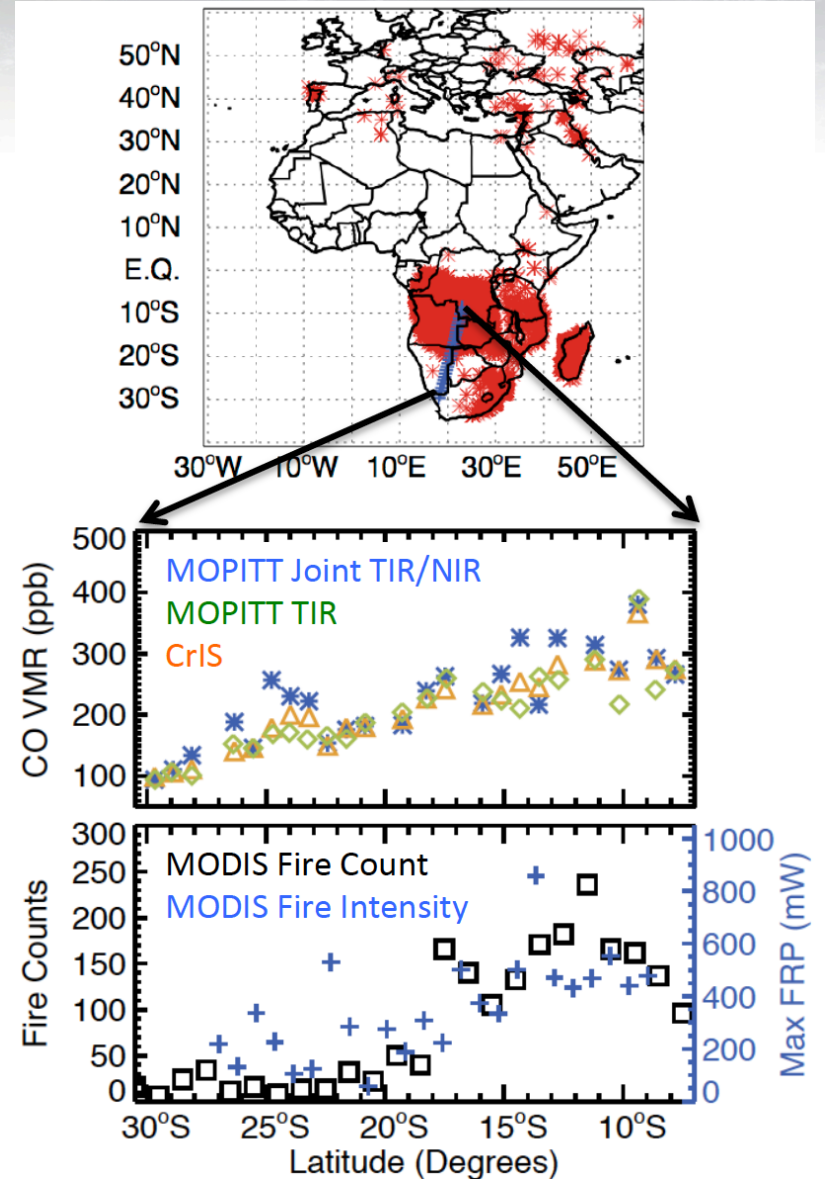 50°N
40°N
30°N
20°N
10°N
E.Q.
10°S
20°S
30°S
30°W 10°W 10°E 30°E 50°E
CO VMR (ppb)
500
400
300
200
100
MOPITT Joint TIR/NIR
MOPITT TIR
CrIS
Fire Counts
300
250
200
150
100
50
0
MODIS Fire Count
MODIS Fire Intensity
1000
800
600
400
200
0
Max FRP (mW)
30°S 25°S 20°S 15°S 10°S
Latitude (Degrees)